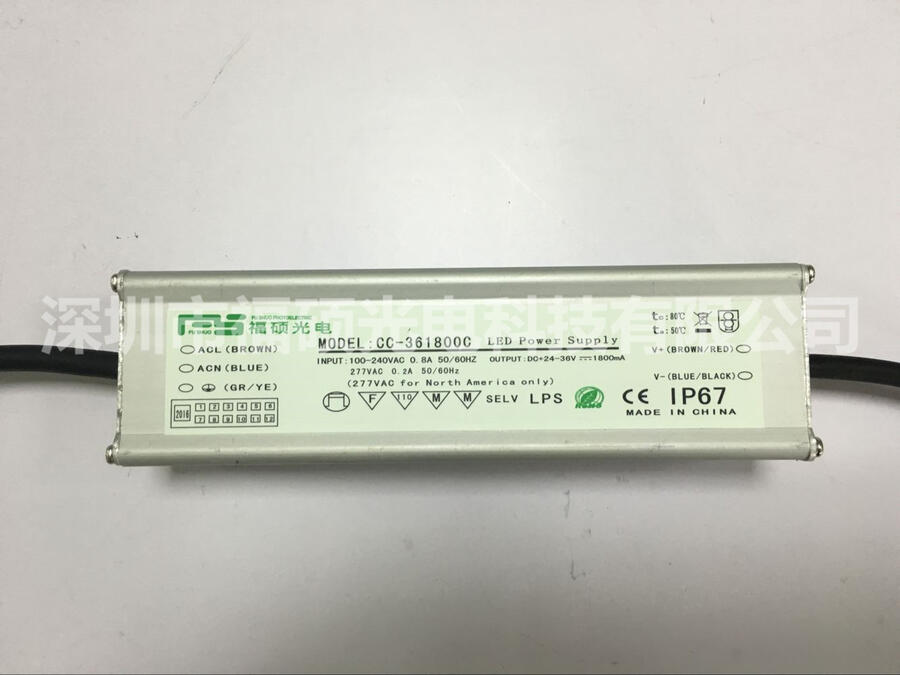 深圳市福硕光电科技有限公司
FU SHUO PHOTOELECTRIC
FU SHUO 福硕光电
MODEL:CC-361800C LED Power Supply
INPUT:100-240VAC 0.8A 50/60HZ OUTPUT:DC+24-36V 1800mA
277VAC 0.2A 50/60Hz
(277VAC for North America only)
ACL(BROWN)
ACN(BLUE)
(GR/YE)
2016 1 2 3 4 5 6
7 8 9 10 11 12
F 110 M M SELV LPS RoHS CE IP67
MADE IN CHINA
tc:80℃
ta:50℃
V+(BROWN/RED)
V-(BLUE/BLACK)